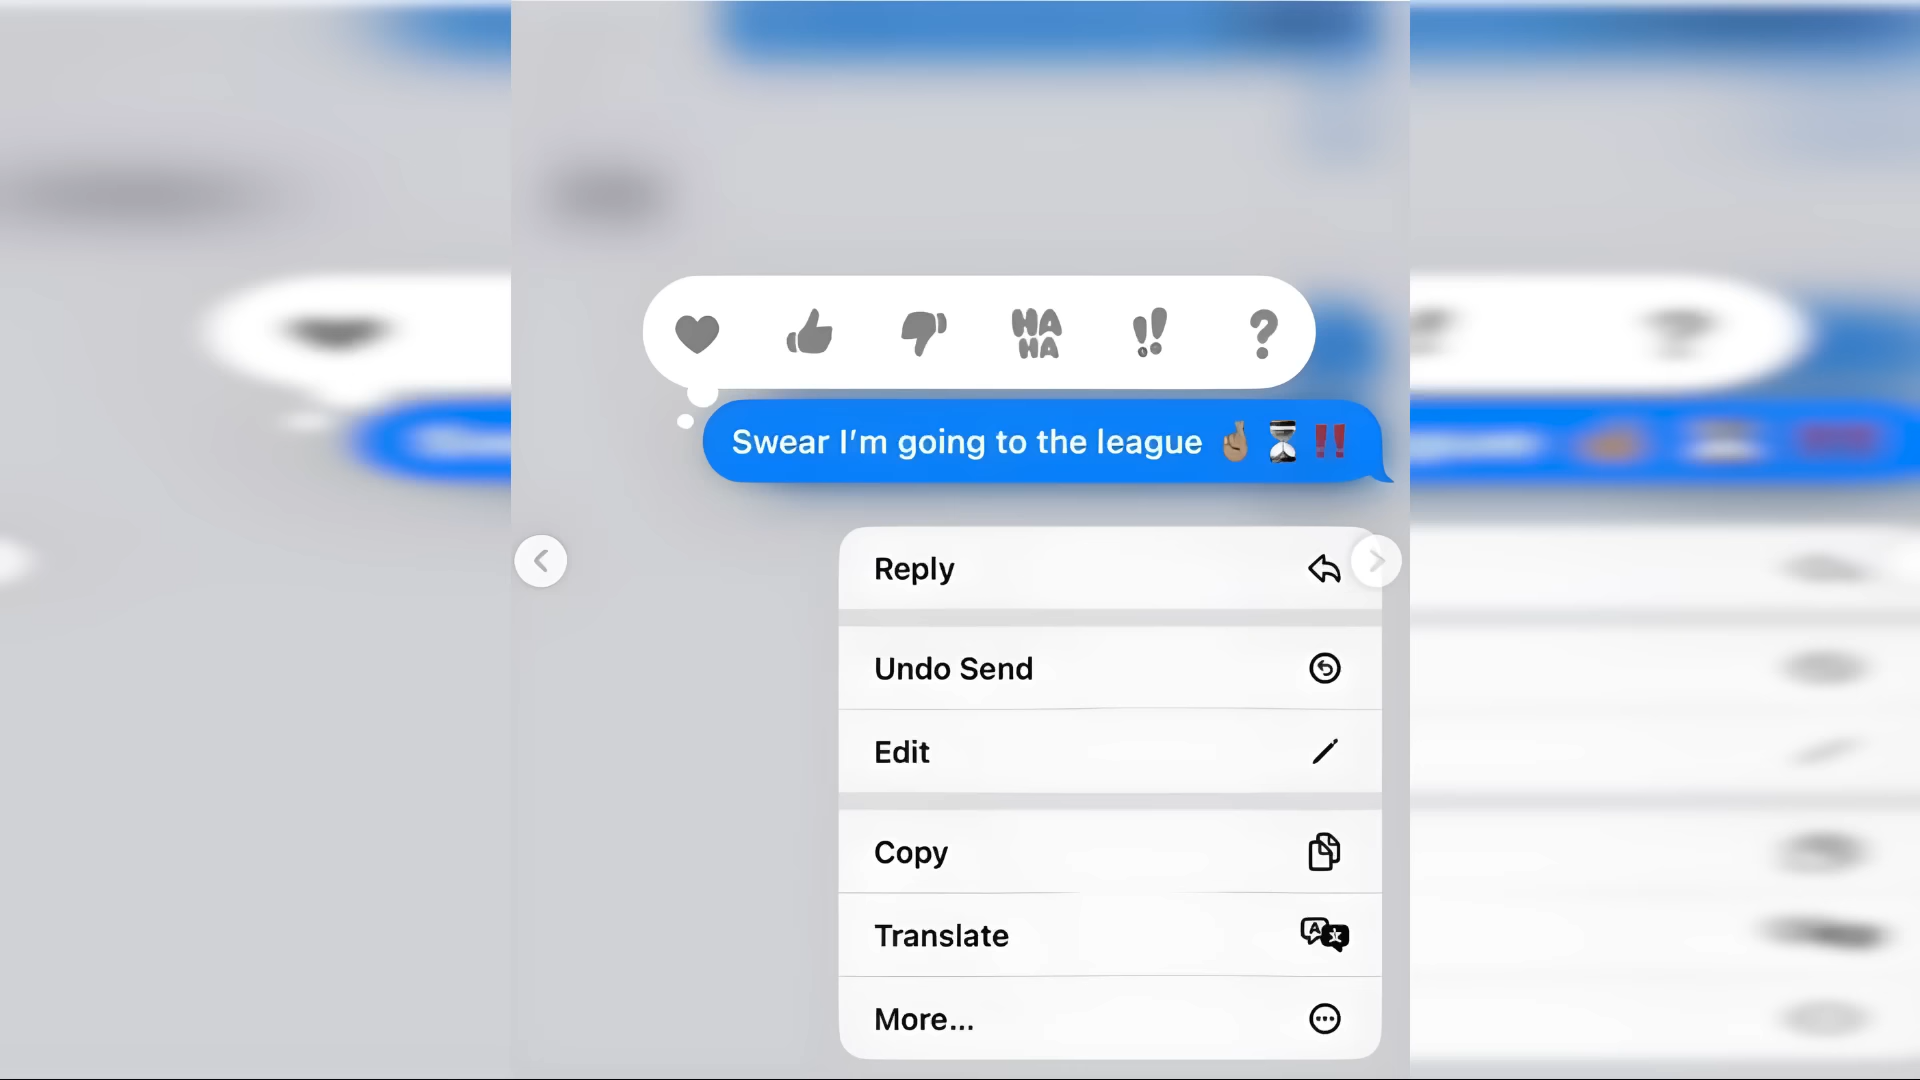 HA
HA
Swear I'm going to the league 🤞🏽⏳‼️
Reply
Undo Send
Edit
Copy
Translate
More...